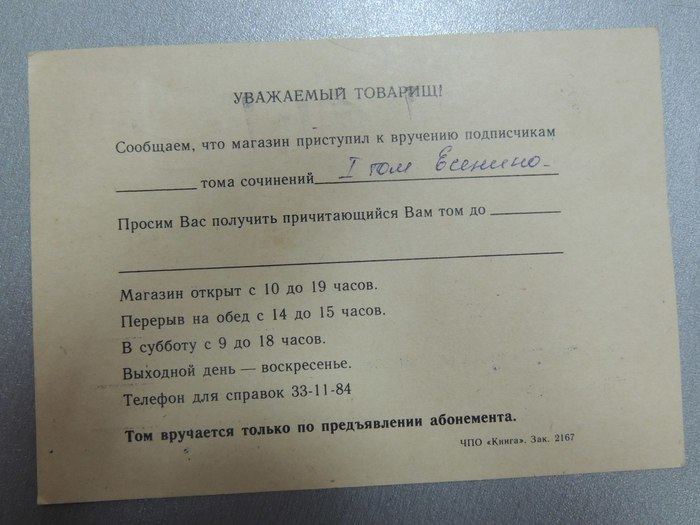 УВАЖАЕМЫЙ ТОВАРИЩ!
Сообщаем, что магазин приступил к вручению подписчикам
________ тома сочинений I том Есенина
Просим Вас получить причитающийся Вам том до ________
Магазин открыт с 10 до 19 часов.
Перерыв на обед с 14 до 15 часов.
В субботу с 9 до 18 часов.
Выходной день — воскресенье.
Телефон для справок 33-11-84
Том вручается только по предъявлении абонемента.
ЧПО «Книга». Зак. 2167